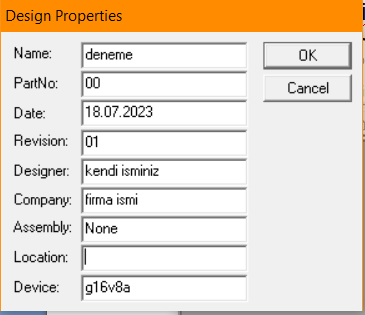 Design Properties
Name: deneme OK
PartNo: 00 Cancel
Date: 18.07.2023
Revision: 01
Designer: kendi isminiz
Company: firma ismi
Assembly: None
Location:
Device: g16v8a